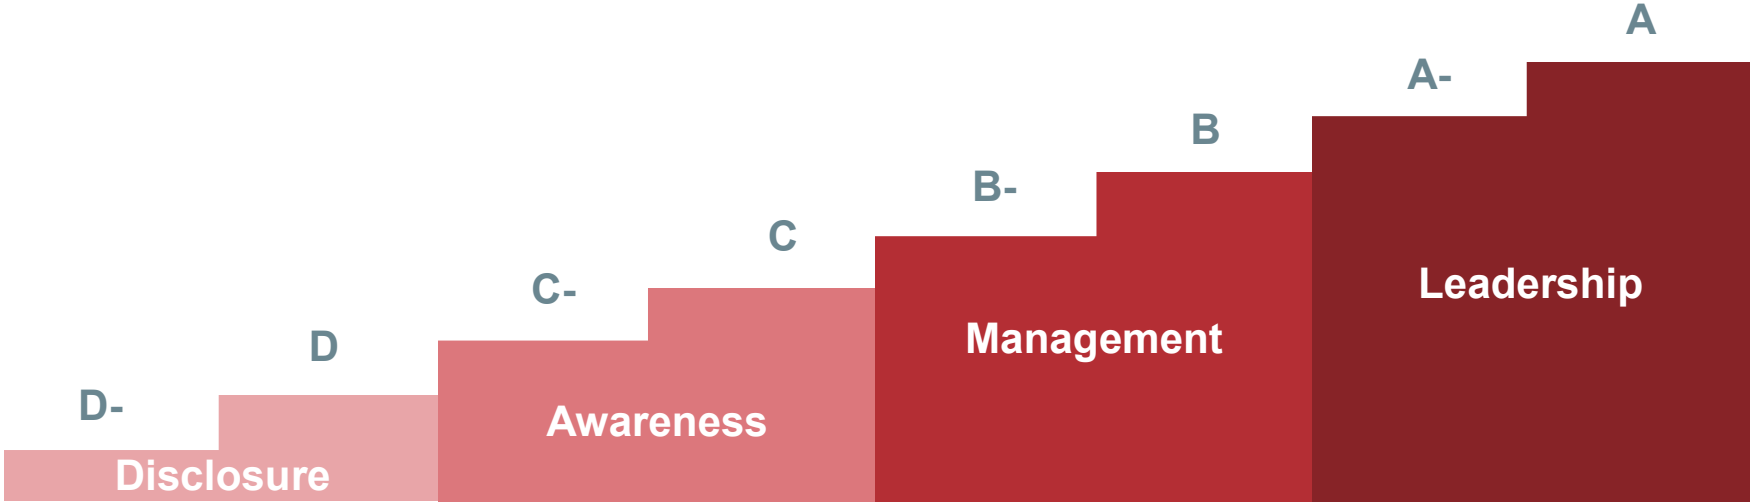 A
A-
B
B-
C
C-
D
D-
Leadership
Management
Awareness
Disclosure